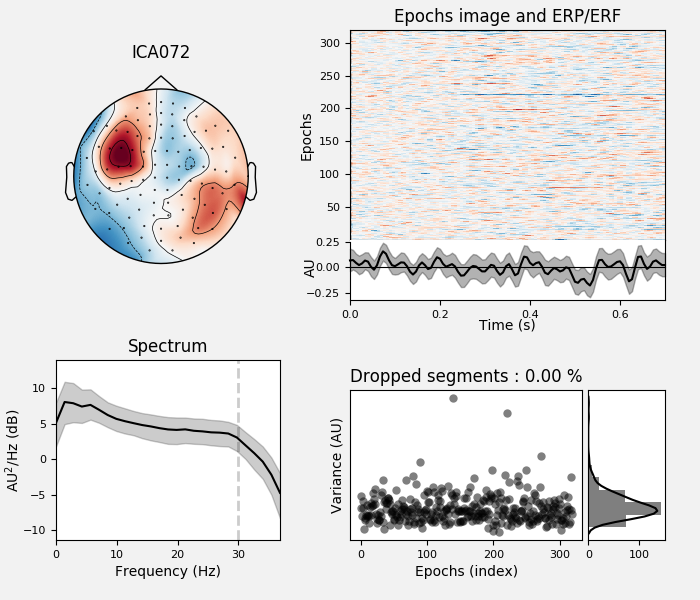 ICA072
Epochs image and ERP/ERF
300
250
200
150
100
50
Epochs
0.25
0.00
−0.25
AU
0.0 0.2 0.4 0.6
Time (s)
Spectrum
10
5
0
−5
−10
AU²/Hz (dB)
0 10 20 30
Frequency (Hz)
Dropped segments : 0.00 %
Variance (AU)
0 100 200 300
Epochs (index)
0 100